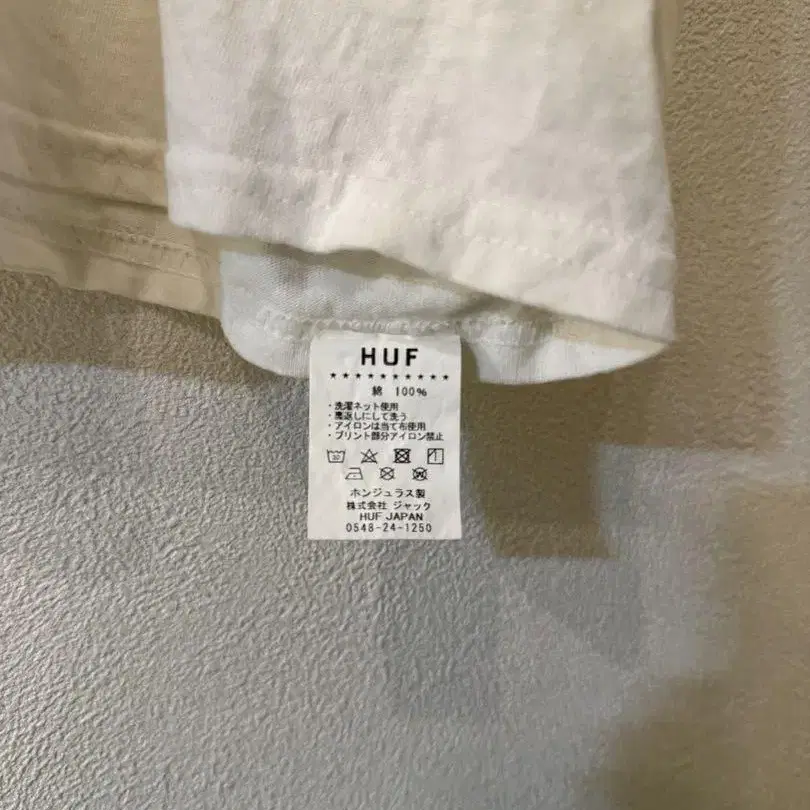 HUF
★★★★★★★★★★
綿 100%
・洗濯ネット使用
・裏返しにして洗う
・アイロンは当て布使用
・プリント部分アイロン禁止
ホンジュラス製
株式会社 ジャック
HUF JAPAN
0548-24-1250